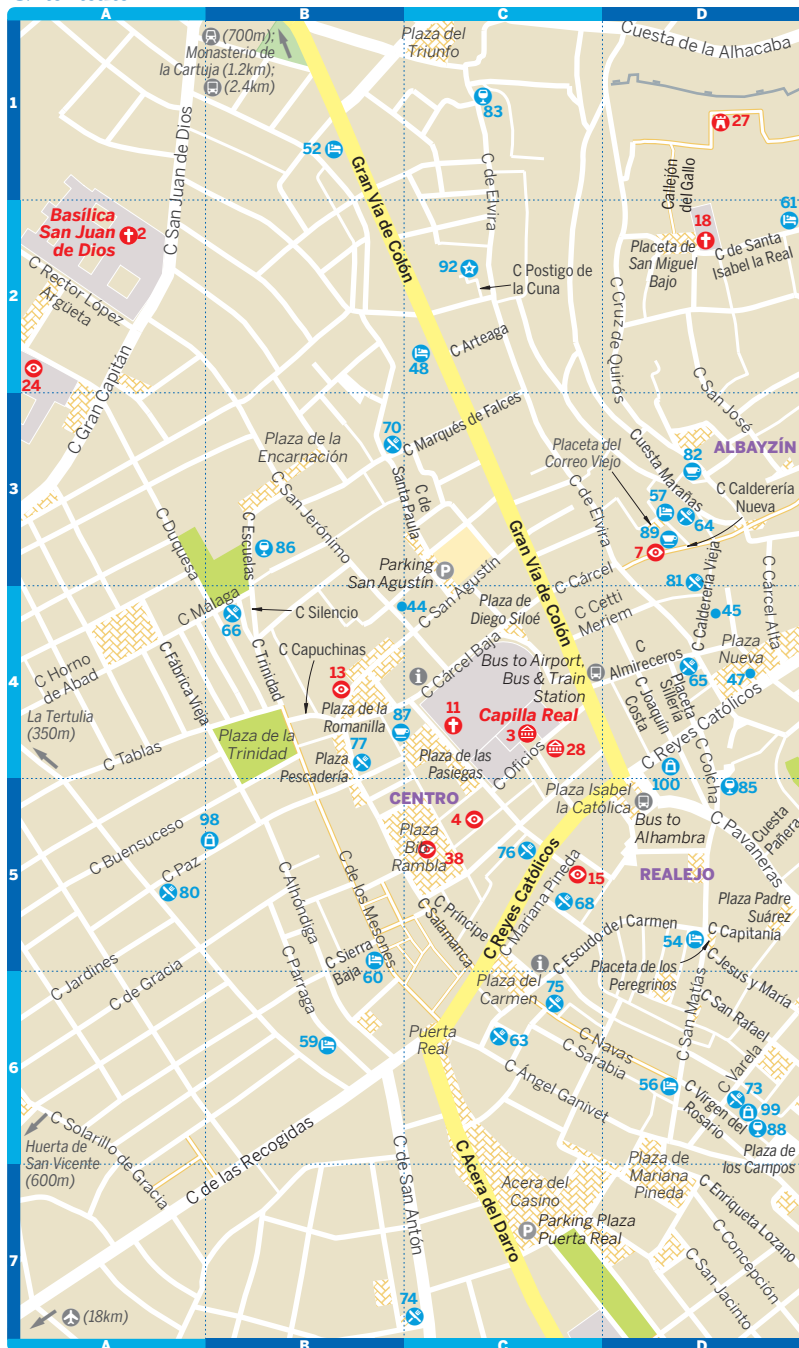 A
B
C
D
1
(700m);
Monasterio de
la Cartuja (1.2km);
(2.4km)
Plaza del
Triunfo
Cuesta de la Alhacaba
83
27
52
C San Juan de Dios
Gran Vía de Colón
C de Elvira
Callejón
del Gallo
61
18
Basílica
San Juan
de Dios
2
Placeta de
San Miguel
Bajo
C de Santa
Isabel la Real
2
C Rector López
Argüeta
92
C Postigo de
la Cuna
C Cruz de Quirós
C Arteaga
48
24
C Gran Capitán
C San José
70
C Marqués de Falces
Plaza de la
Encarnación
Placeta del
Correo Viejo
Cuesta Marañas
82
ALBAYZÍN
3
C de
Santa Paula
C Duquesa
C Escuelas
C San Jerónimo
86
C de Elvira
57
64
C Calderería
Nueva
89
7
Gran Vía de Colón
Parking
San Agustín
P
C San Agustín
C Cárcel
C Calderería Vieja
C Cárcel Alta
81
C Málaga
66
C Silencio
44
Plaza de
Diego Siloé
C Cetti
Meriem
45
C Horno
de Abad
C Fábrica Vieja
C Trinidad
C Capuchinas
13
C Cárcel Baja
Bus to Airport,
Bus & Train
Station
C
Almireceros
Plaza
Nueva
47
65
4
La Tertulia
(350m)
C Tablas
Plaza de la
Trinidad
Plaza de la
Romanilla
87
11
Capilla Real
3
28
C Joaquín
Costa
Placeta
Sillería
C Reyes Católicos
77
Plaza
Pescadería
Plaza de las
Pasiegas
C Oficios
100
C Colcha
85
CENTRO
Plaza Isabel
la Católica
Bus to
Alhambra
C Pavaneras
Cuesta
Pañera
98
C Buensuceso
C Paz
80
4
Plaza
Bib
Rambla
38
76
C Reyes Católicos
C Mariana Pineda
15
68
REALEJO
5
C Alhóndiga
C de los Mesones
C Príncipe
C Salamanca
Plaza Padre
Suárez
C Escudo del Carmen
54
C Capitanía
C Jardines
C de Gracia
C Párraga
C Sierra
Baja
60
Plaza del
Carmen
75
Placeta de los
Peregrinos
C Jesus y Maria
C San Matías
C San Rafael
59
Puerta
Real
63
C Navas
C Sarabia
C Varela
6
C Ángel Ganivet
56
C Virgen del
Rosario
73
99
88
Huerta de
San Vicente
(600m)
C Solarillo de Gracia
C de las Recogidas
Plaza de
los Campos
C de San Antón
C Acera del Darro
Acera del
Casino
Plaza de
Mariana
Pineda
C Enriqueta Lozano
P
Parking Plaza
Puerta Real
C Concepción
C San Jacinto
7
74
(18km)
A
B
C
D